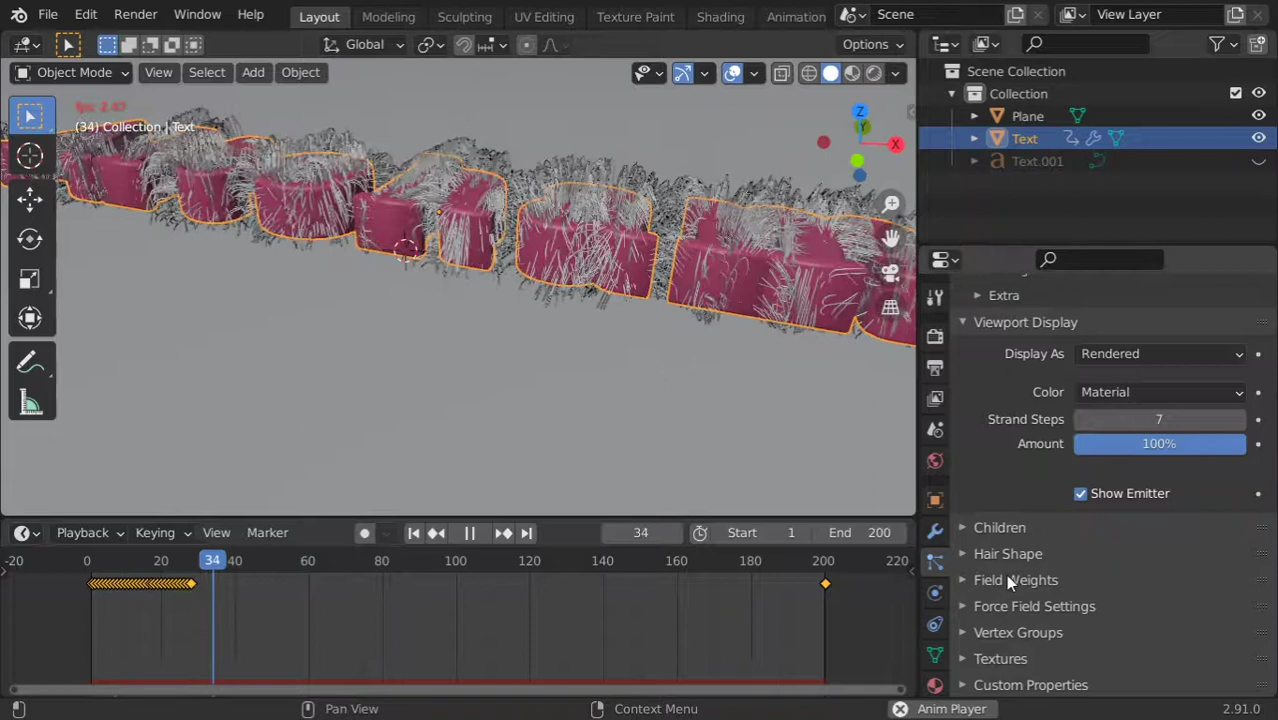 File Edit Render Window Help Layout Modeling Sculpting UV Editing Texture Paint Shading Animation Scene View Layer
Global Options
Object Mode View Select Add Object
fps: 2.47
(34) Collection | Text
Z
Y
X
Scene Collection
Collection
Plane
Text
Text.001
Extra
Viewport Display
Display As Rendered
Color Material
Strand Steps 7
Amount 100%
Show Emitter
Children
Hair Shape
Field Weights
Force Field Settings
Vertex Groups
Textures
Custom Properties
Playback Keying View Marker 34 Start 1 End 200
-20 0 20 34 40 60 80 100 120 140 160 180 200 220
Pan View Context Menu Anim Player 2.91.0